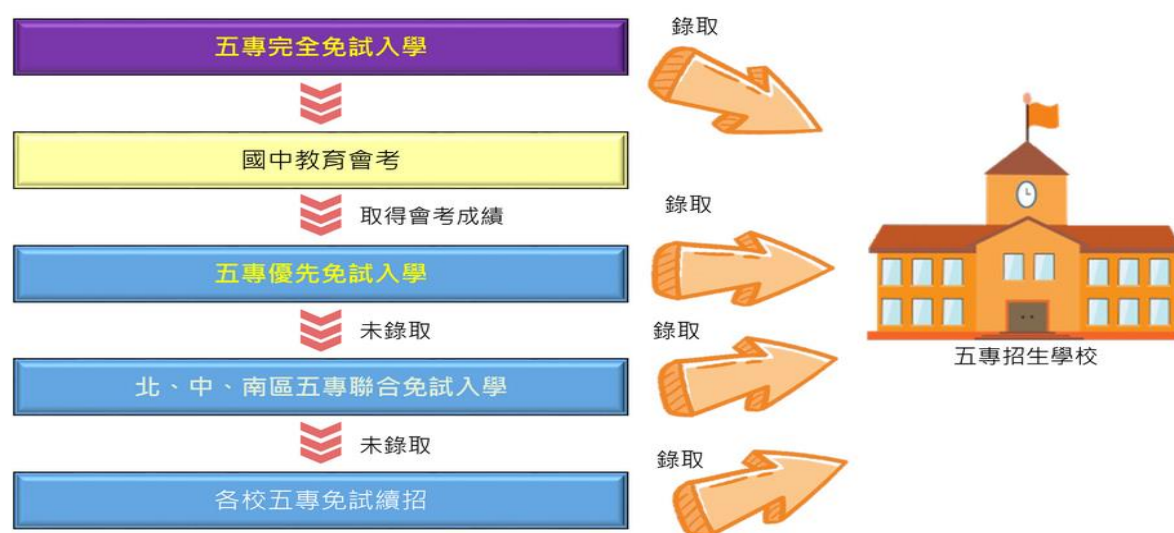 五專完全免試入學
錄取
國中教育會考
取得會考成績
錄取
五專優先免試入學
未錄取
錄取
北、中、南區五專聯合免試入學
五專招生學校
未錄取
錄取
各校五專免試續招